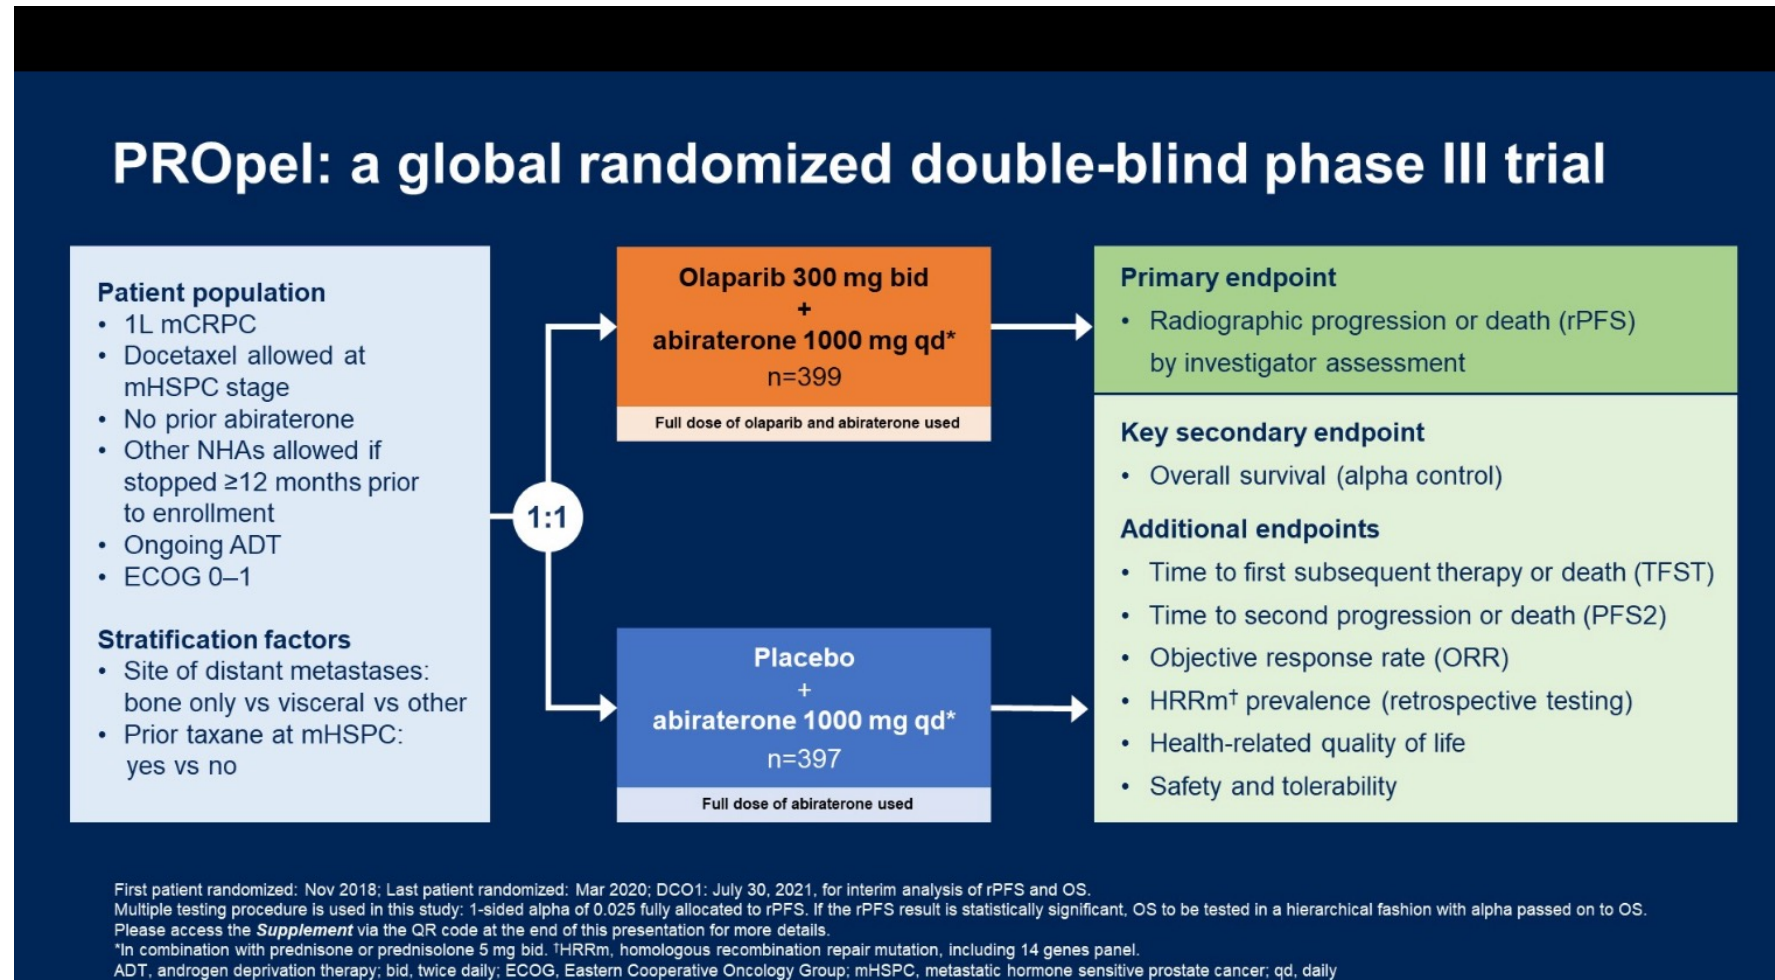 PROpel: a global randomized double-blind phase III trial
Patient population
• 1L mCRPC
• Docetaxel allowed at
mHSPC stage
• No prior abiraterone
• Other NHAs allowed if
stopped ≥12 months prior
to enrollment
• Ongoing ADT
• ECOG 0–1
Stratification factors
• Site of distant metastases:
bone only vs visceral vs other
• Prior taxane at mHSPC:
yes vs no
1:1
Olaparib 300 mg bid
+
abiraterone 1000 mg qd*
n=399
Full dose of olaparib and abiraterone used
Placebo
+
abiraterone 1000 mg qd*
n=397
Full dose of abiraterone used
Primary endpoint
• Radiographic progression or death (rPFS)
by investigator assessment
Key secondary endpoint
• Overall survival (alpha control)
Additional endpoints
• Time to first subsequent therapy or death (TFST)
• Time to second progression or death (PFS2)
• Objective response rate (ORR)
• HRRm† prevalence (retrospective testing)
• Health-related quality of life
• Safety and tolerability
First patient randomized: Nov 2018; Last patient randomized: Mar 2020; DCO1: July 30, 2021, for interim analysis of rPFS and OS.
Multiple testing procedure is used in this study: 1-sided alpha of 0.025 fully allocated to rPFS. If the rPFS result is statistically significant, OS to be tested in a hierarchical fashion with alpha passed on to OS.
Please access the Supplement via the QR code at the end of this presentation for more details.
*In combination with prednisone or prednisolone 5 mg bid. †HRRm, homologous recombination repair mutation, including 14 genes panel.
ADT, androgen deprivation therapy; bid, twice daily; ECOG, Eastern Cooperative Oncology Group; mHSPC, metastatic hormone sensitive prostate cancer; qd, daily